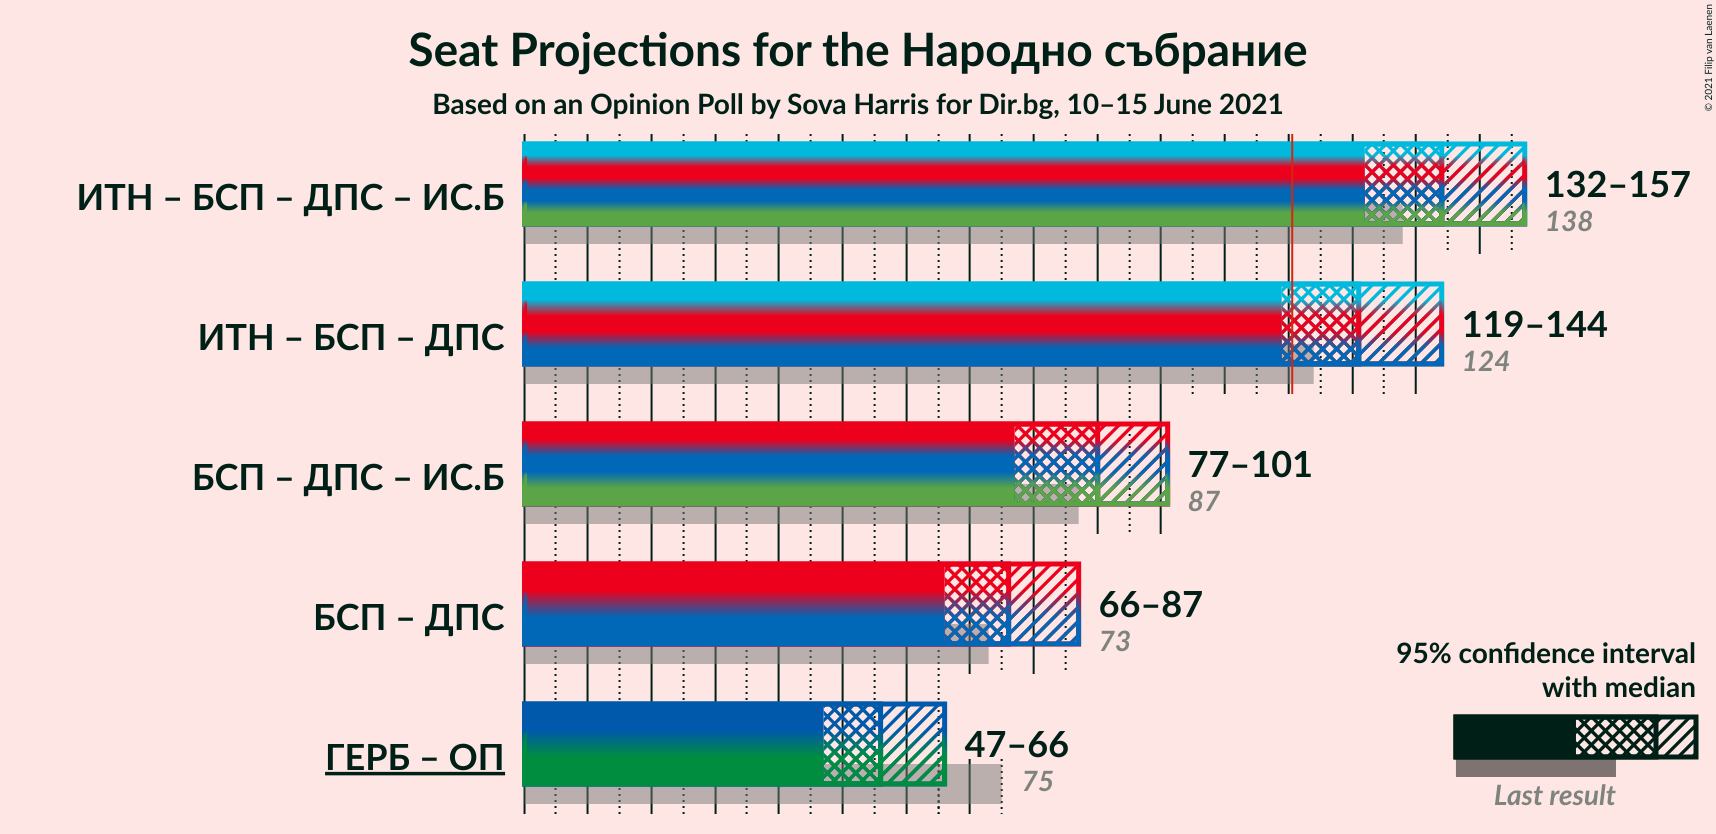 Seat Projections for the Народно събрание
Based on an Opinion Poll by Sova Harris for Dir.bg, 10–15 June 2021
© 2021 Filip van Laenen
ИТН – БСП – ДПС – ИС.Б
132–157
138
ИТН – БСП – ДПС
119–144
124
БСП – ДПС – ИС.Б
77–101
87
БСП – ДПС
66–87
73
ГЕРБ – ОП
47–66
75
95% confidence interval
with median
Last result